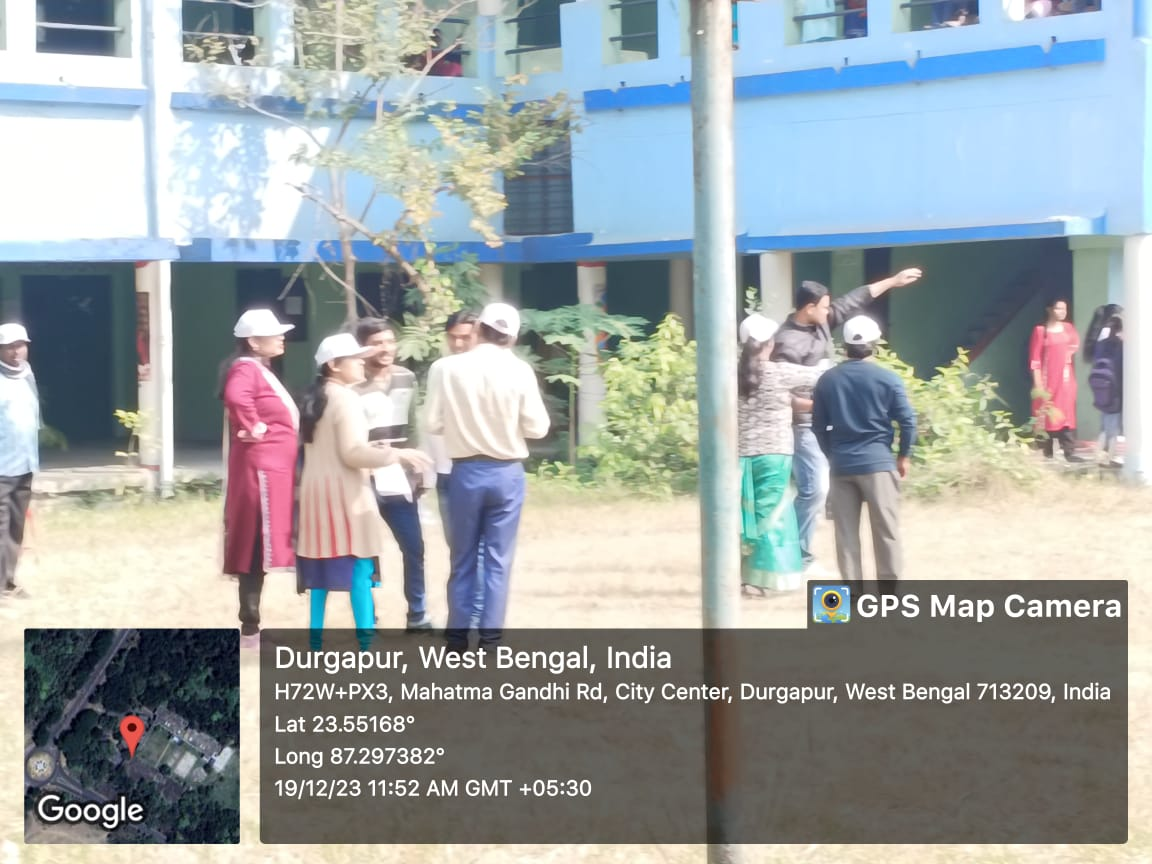 GPS Map Camera
Durgapur, West Bengal, India
H72W+PX3, Mahatma Gandhi Rd, City Center, Durgapur, West Bengal 713209, India
Lat 23.55168°
Long 87.297382°
19/12/23 11:52 AM GMT +05:30
Google